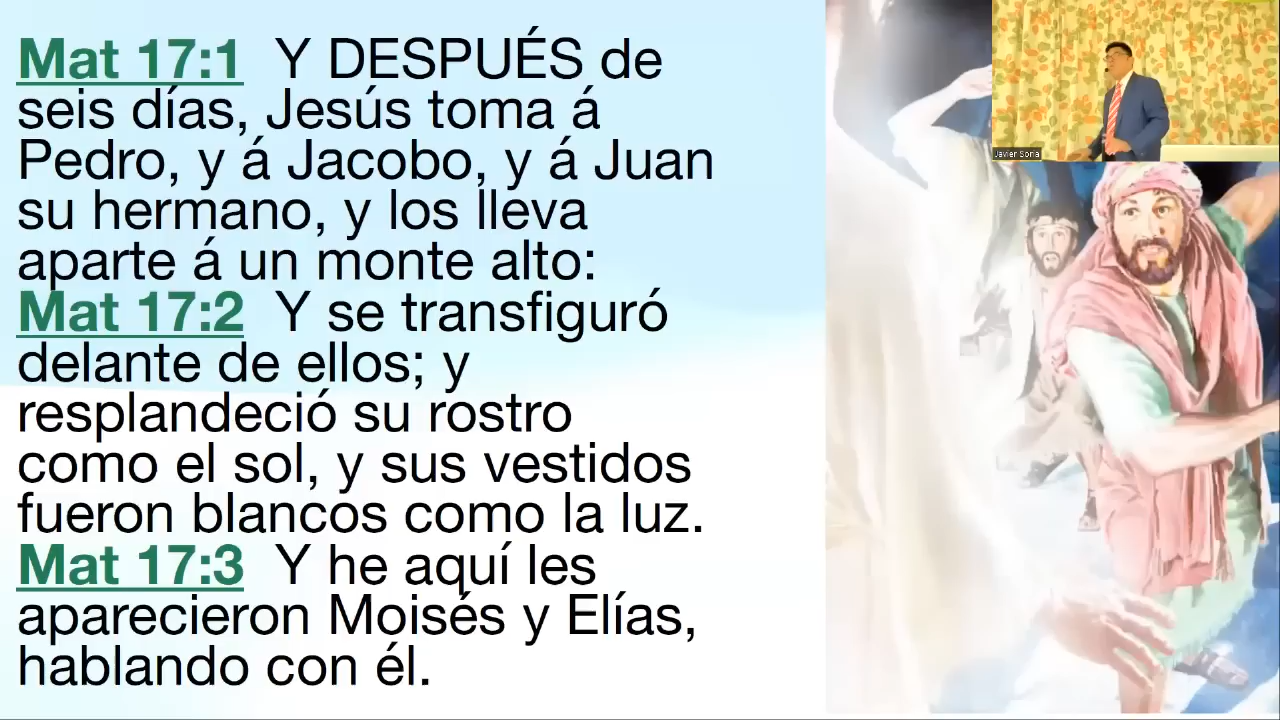 Mat 17:1 Y DESPUÉS de
seis días, Jesús toma á
Pedro, y á Jacobo, y á Juan
su hermano, y los lleva
aparte á un monte alto:
Mat 17:2 Y se transfiguró
delante de ellos; y
resplandeció su rostro
como el sol, y sus vestidos
fueron blancos como la luz.
Mat 17:3 Y he aquí les
aparecieron Moisés y Elías,
hablando con él.
Javier Soria